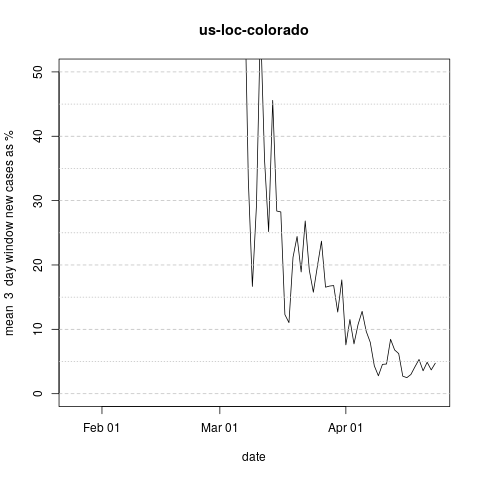 us-loc-colorado
mean  3  day window new cases as %
50
40
30
20
10
0
Feb 01
Mar 01
Apr 01
date